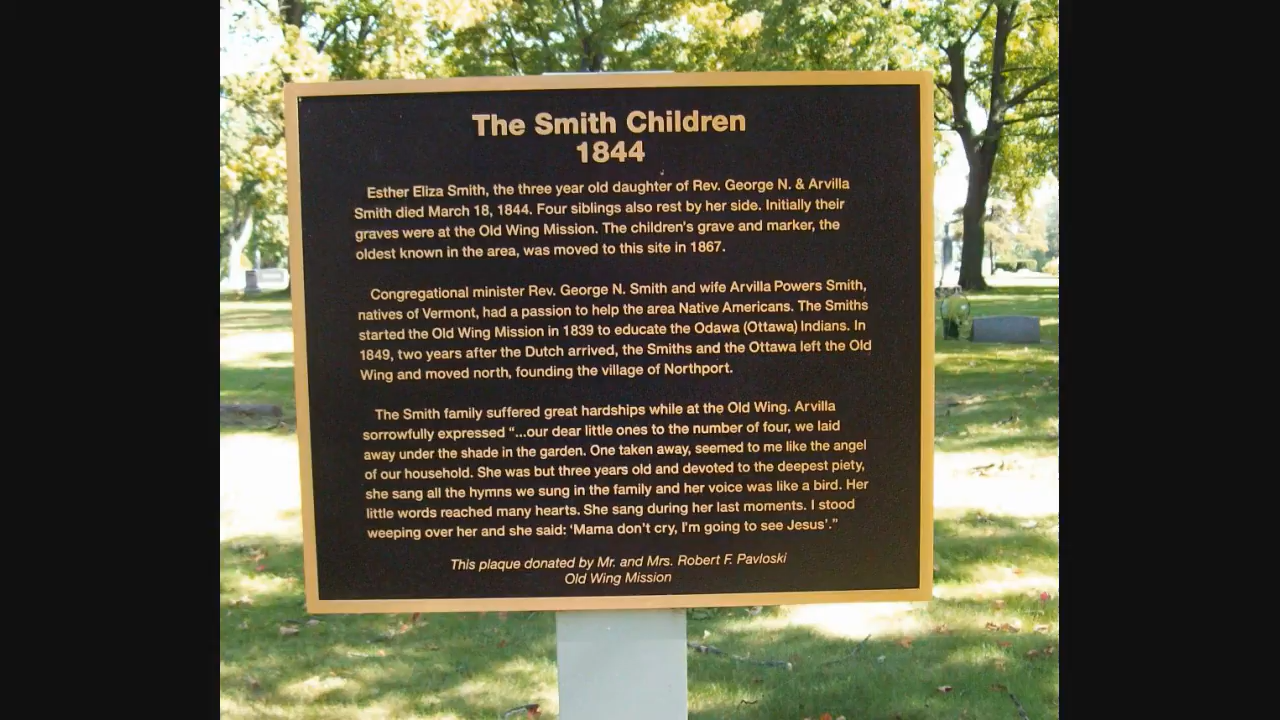 The Smith Children
1844
Esther Eliza Smith, the three year old daughter of Rev. George N. & Arvilla
Smith died March 18, 1844. Four siblings also rest by her side. Initially their
graves were at the Old Wing Mission. The children's grave and marker, the
oldest known in the area, was moved to this site in 1867.
Congregational minister Rev. George N. Smith and wife Arvilla Powers Smith,
natives of Vermont, had a passion to help the area Native Americans. The Smiths
started the Old Wing Mission in 1839 to educate the Odawa (Ottawa) Indians. In
1849, two years after the Dutch arrived, the Smiths and the Ottawa left the Old
Wing and moved north, founding the village of Northport.
The Smith family suffered great hardships while at the Old Wing. Arvilla
sorrowfully expressed “...our dear little ones to the number of four, we laid
away under the shade in the garden. One taken away, seemed to me like the angel
of our household. She was but three years old and devoted to the deepest piety,
she sang all the hymns we sung in the family and her voice was like a bird. Her
little words reached many hearts. She sang during her last moments. I stood
weeping over her and she said: ‘Mama don't cry, I'm going to see Jesus’.”
This plaque donated by Mr. and Mrs. Robert F. Pavloski
Old Wing Mission